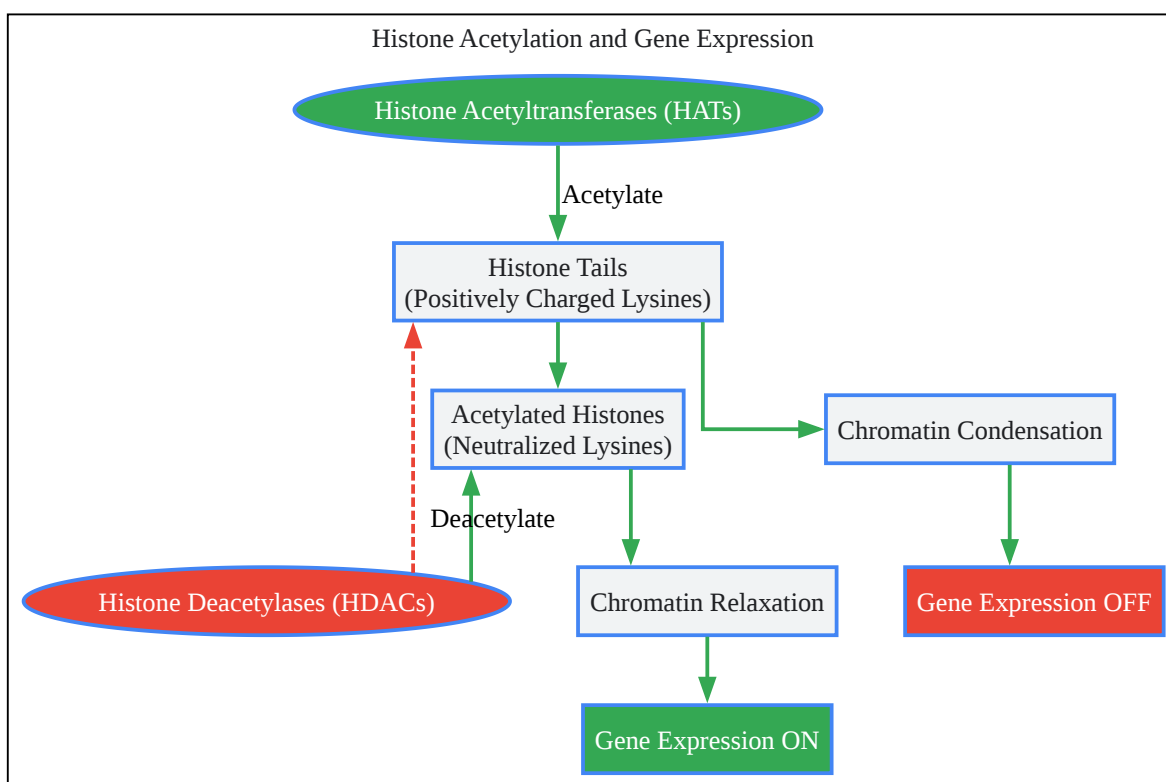 Histone Acetylation and Gene Expression
Histone Acetyltransferases (HATs)
Acetylate
Histone Tails
(Positively Charged Lysines)
Acetylated Histones
(Neutralized Lysines)
Chromatin Condensation
Deacetylate
Histone Deacetylases (HDACs)
Chromatin Relaxation
Gene Expression OFF
Gene Expression ON